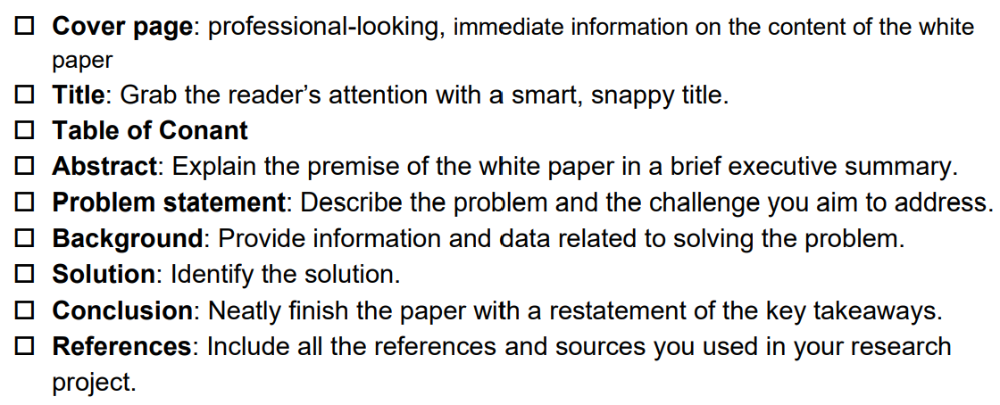 ☐ Cover page: professional-looking, immediate information on the content of the white
paper
☐ Title: Grab the reader’s attention with a smart, snappy title.
☐ Table of Conant
☐ Abstract: Explain the premise of the white paper in a brief executive summary.
☐ Problem statement: Describe the problem and the challenge you aim to address.
☐ Background: Provide information and data related to solving the problem.
☐ Solution: Identify the solution.
☐ Conclusion: Neatly finish the paper with a restatement of the key takeaways.
☐ References: Include all the references and sources you used in your research
project.